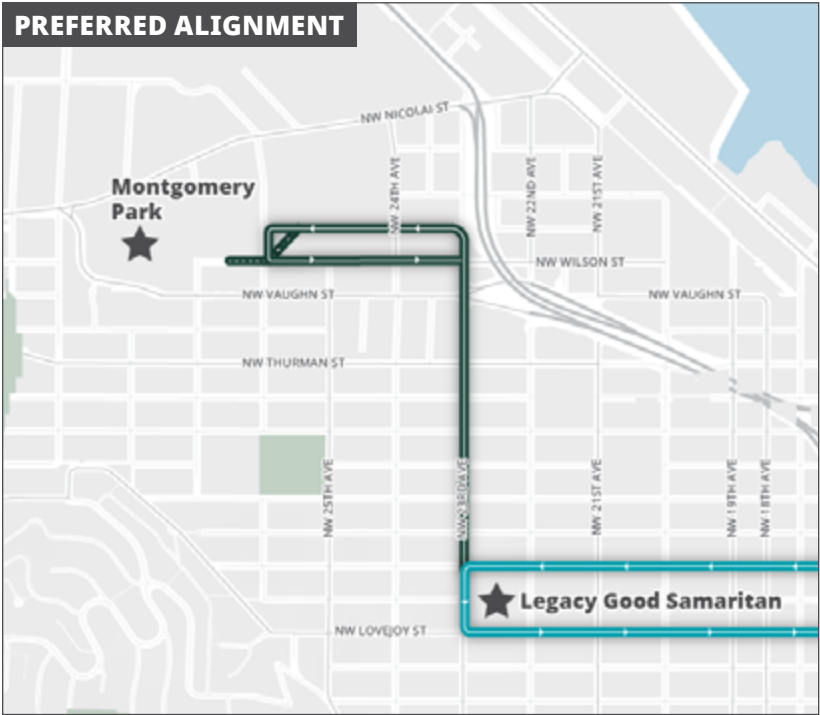 PREFERRED ALIGNMENT
NW NICOLAI ST
Montgomery
Park
NW 24TH AVE
NW 22ND AVE
NW 21ST AVE
NW WILSON ST
NW VAUGHN ST
NW VAUGHN ST
NW THURMAN ST
NW 25TH AVE
NW 23RD AVE
NW 21ST AVE
NW 19TH AVE
NW 18TH AVE
Legacy Good Samaritan
NW LOVEJOY ST